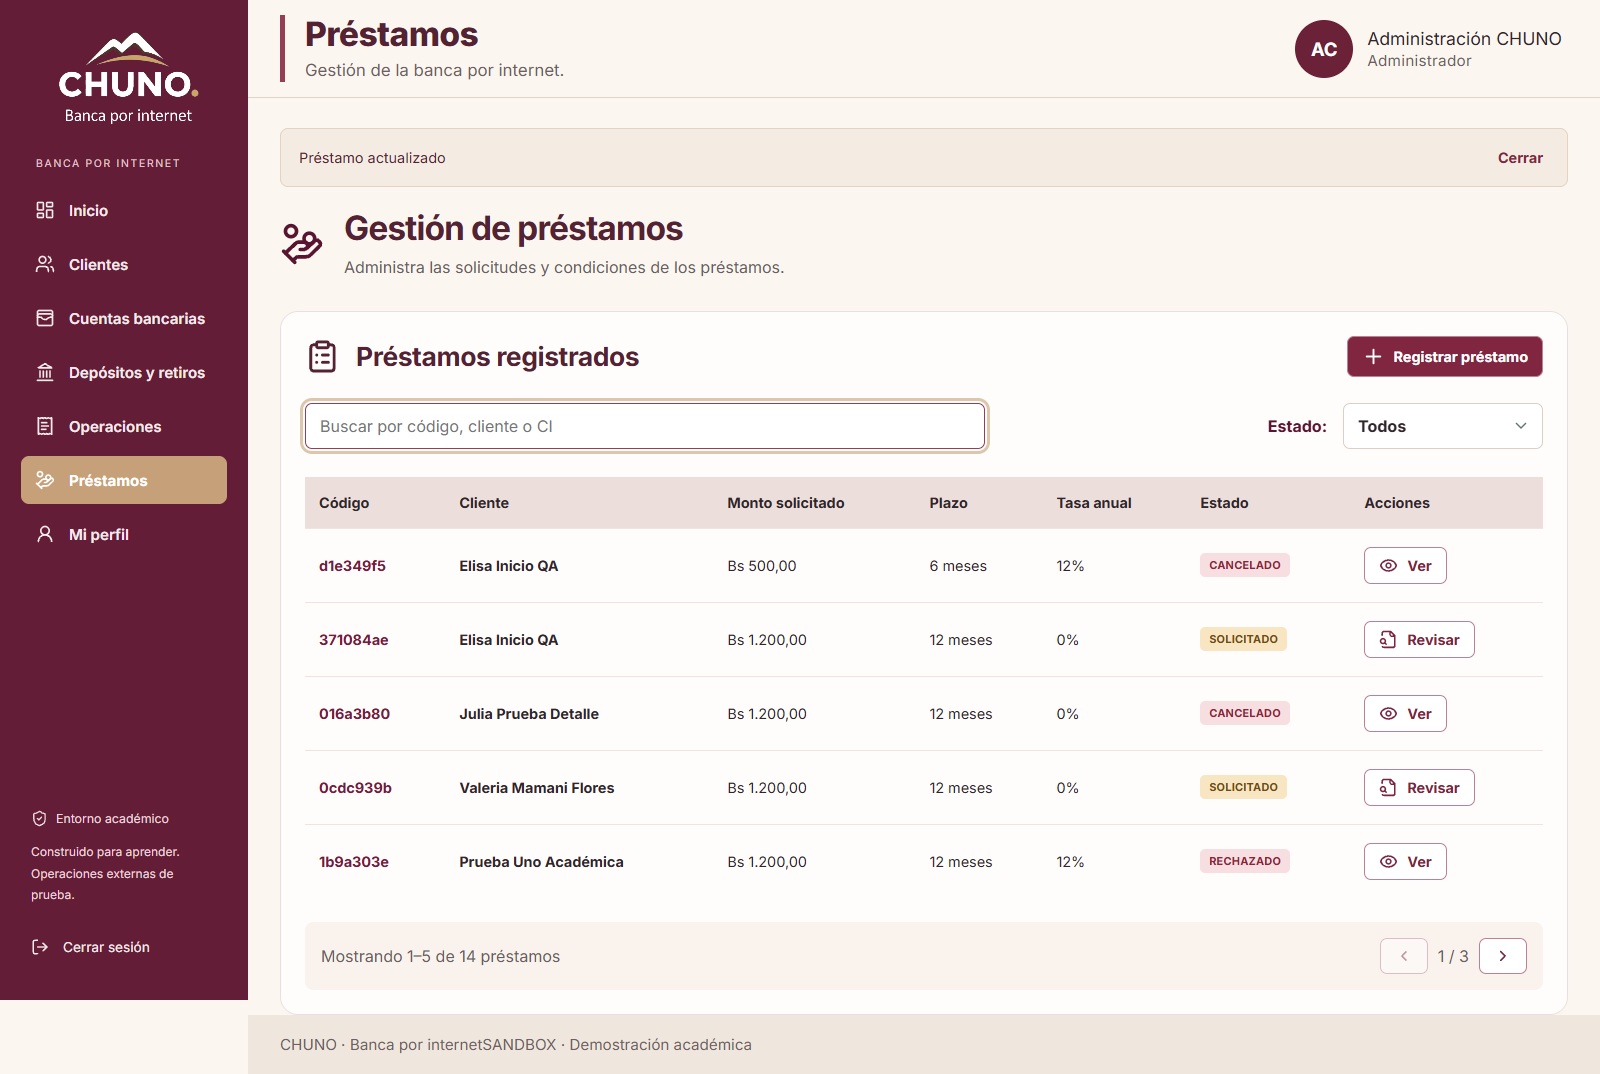 CHUNO.
Banca por internet
BANCA POR INTERNET
Inicio
Clientes
Cuentas bancarias
Depósitos y retiros
Operaciones
Préstamos
Mi perfil
Entorno académico
Construido para aprender.
Operaciones externas de
prueba.
Cerrar sesión
Préstamos
Gestión de la banca por internet.
AC
Administración CHUNO
Administrador
Préstamo actualizado
Cerrar
Gestión de préstamos
Administra las solicitudes y condiciones de los préstamos.
Préstamos registrados
Registrar préstamo
Buscar por código, cliente o CI
Estado:
Todos
Código Cliente Monto solicitado Plazo Tasa anual Estado Acciones
d1e349f5 Elisa Inicio QA Bs 500,00 6 meses 12% CANCELADO Ver
371084ae Elisa Inicio QA Bs 1.200,00 12 meses 0% SOLICITADO Revisar
016a3b80 Julia Prueba Detalle Bs 1.200,00 12 meses 0% CANCELADO Ver
0cdc939b Valeria Mamani Flores Bs 1.200,00 12 meses 0% SOLICITADO Revisar
1b9a303e Prueba Uno Académica Bs 1.200,00 12 meses 12% RECHAZADO Ver
Mostrando 1–5 de 14 préstamos
1 / 3
CHUNO · Banca por internetSANDBOX · Demostración académica